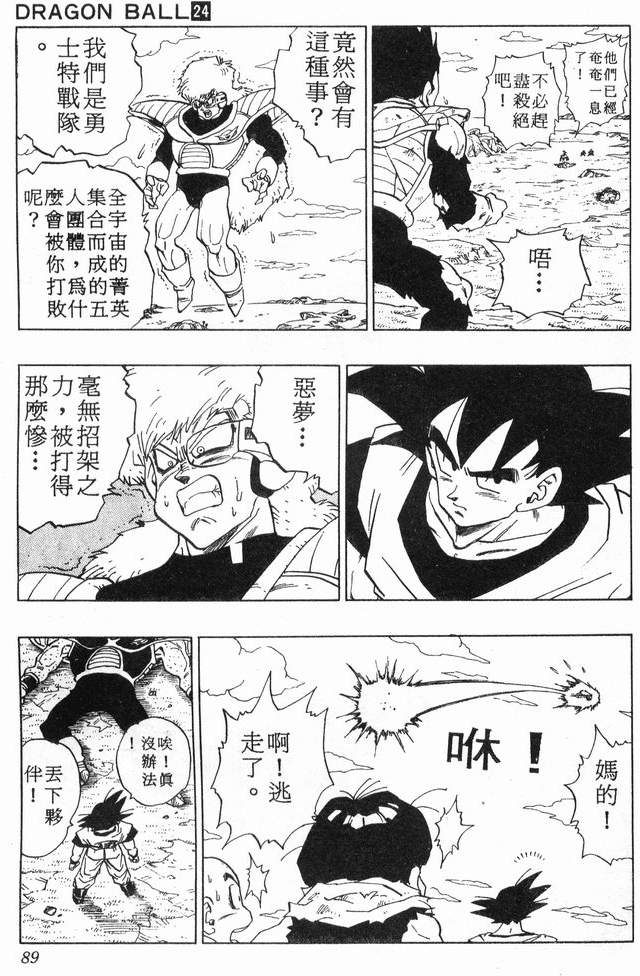 DRAGON BALL 24
他們已經
奄奄一息
了！
不必趕
盡殺絕
吧！
唔…
竟然會有
這種事？
我們是勇
士特戰隊
。
全宇宙的菁英
集合而成的五
人團體，為什
麼會被你打敗
呢？
惡夢…
毫無招架之
力，被打得
那麼慘…
媽的！
咻！
啊！逃
走了。
唉！真
沒辦法
！
丟下夥
伴！
89